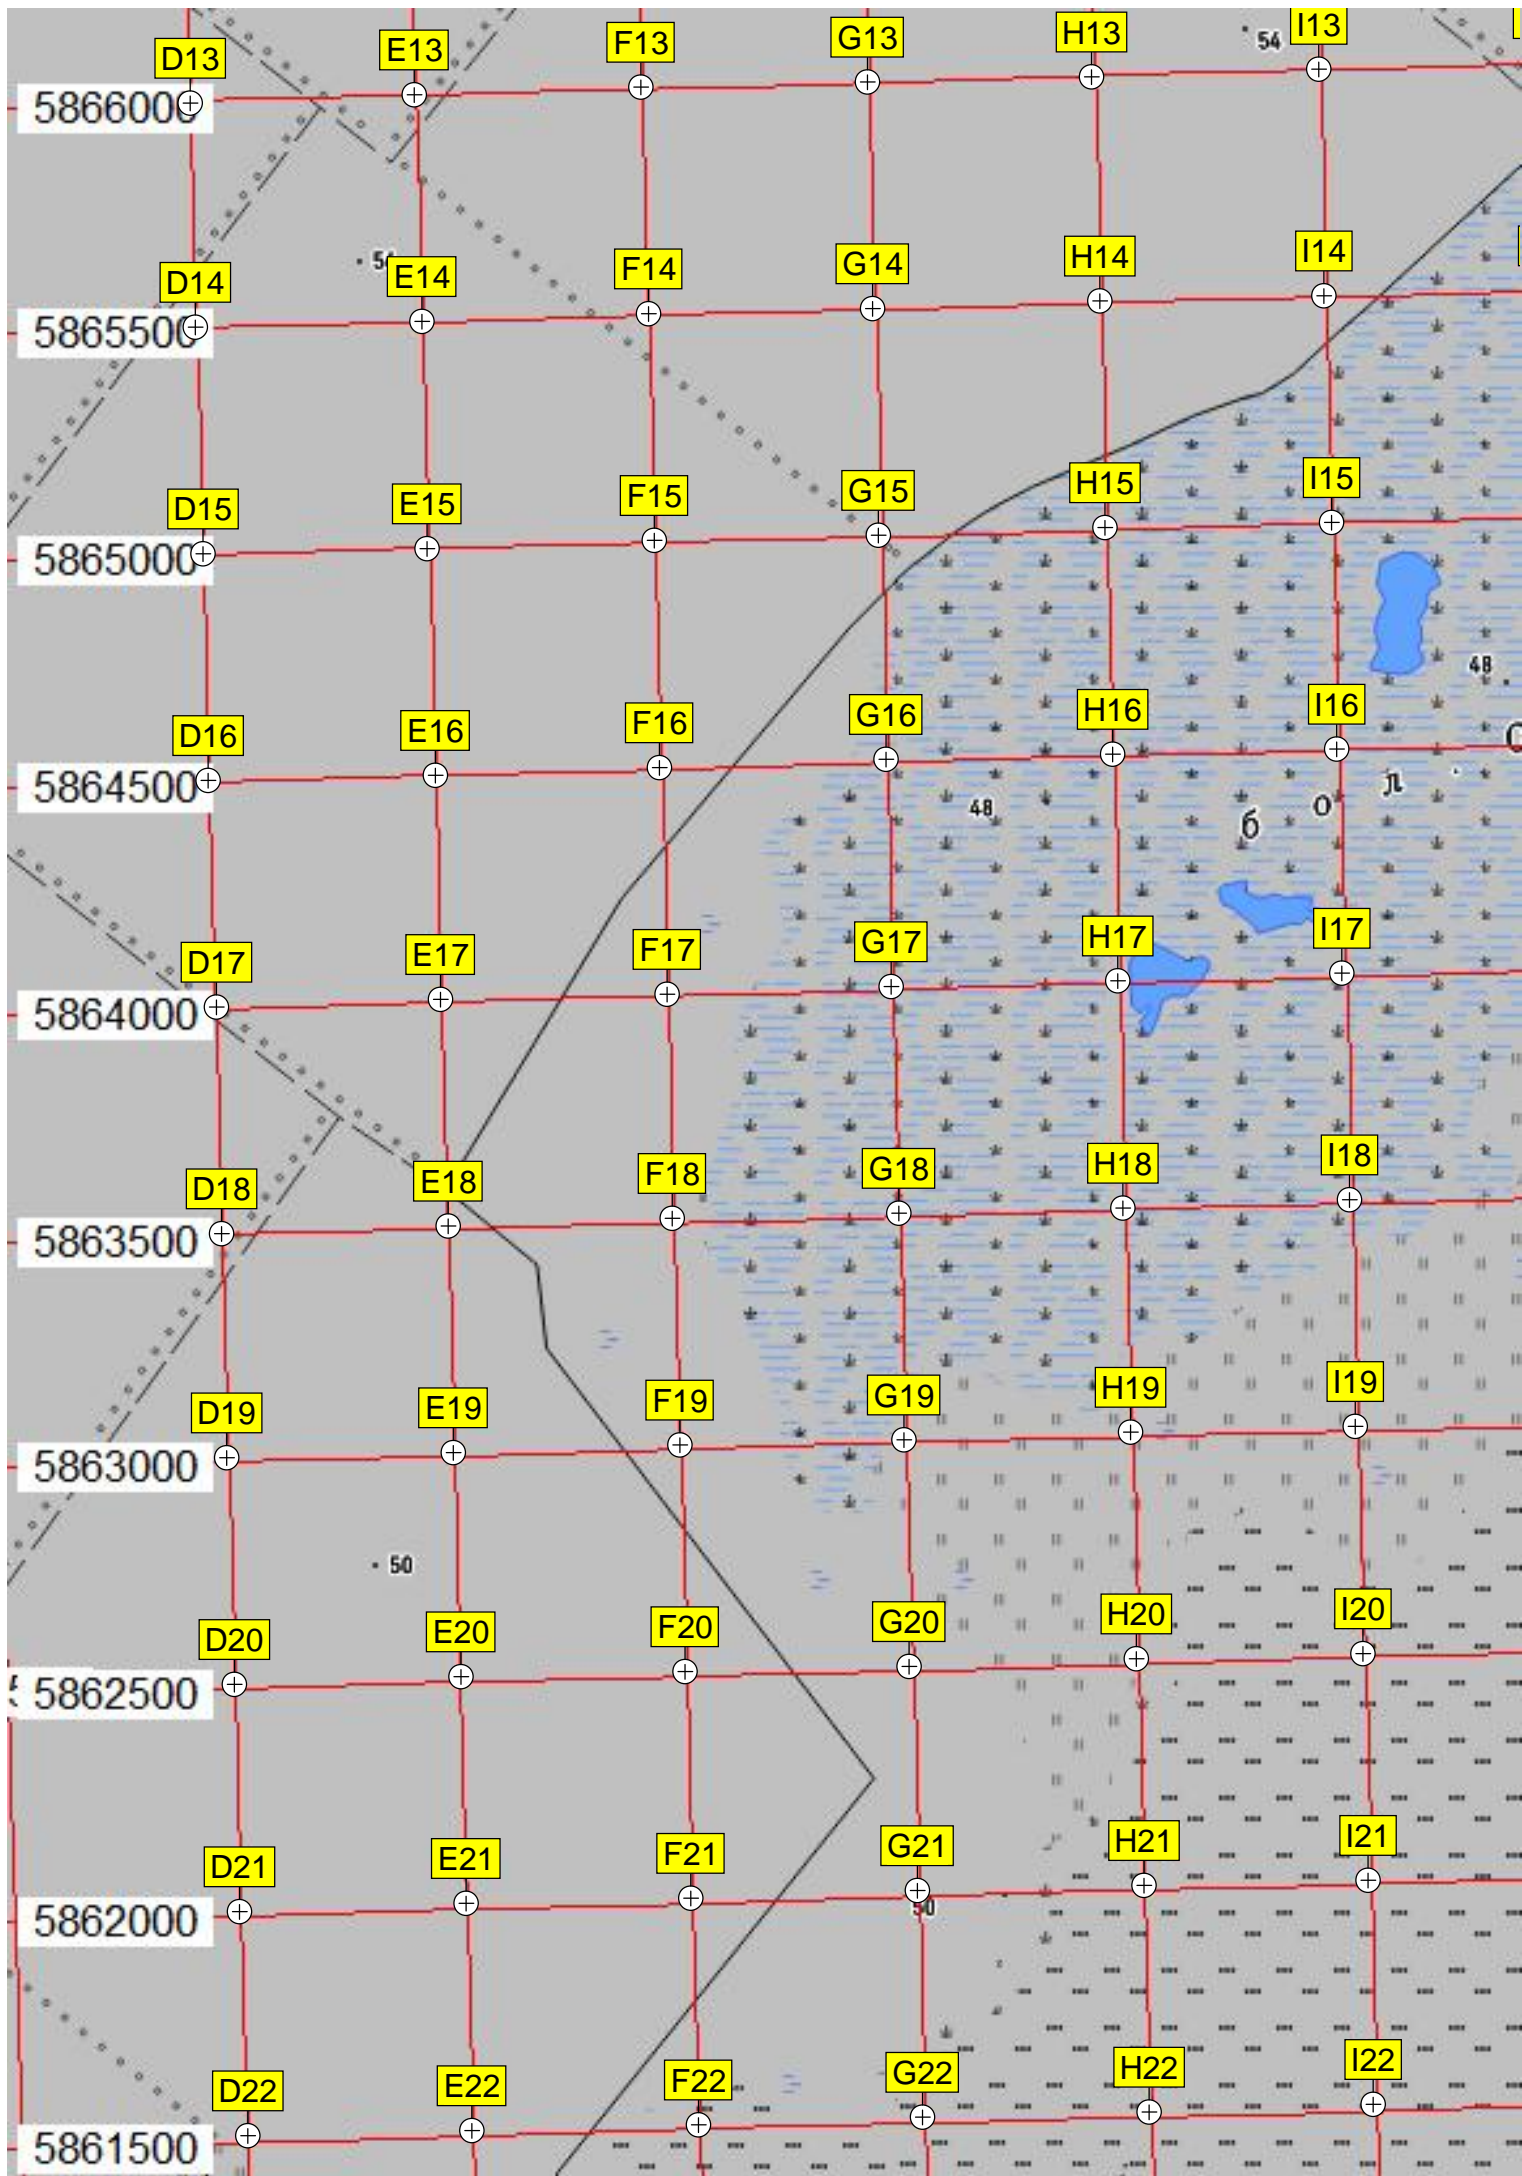 D13 E13 F13 G13 H13 54 I13
5866000
54
D14 E14 F14 G14 H14 I14
5865500
D15 E15 F15 G15 H15 I15
5865000
48
D16 E16 F16 G16 H16 I16
5864500
48 б о л
D17 E17 F17 G17 H17 I17
5864000
D18 E18 F18 G18 H18 I18
5863500
D19 E19 F19 G19 H19 I19
5863000
50
D20 E20 F20 G20 H20 I20
5862500
D21 E21 F21 G21 H21 I21
5862000
50
D22 E22 F22 G22 H22 I22
5861500